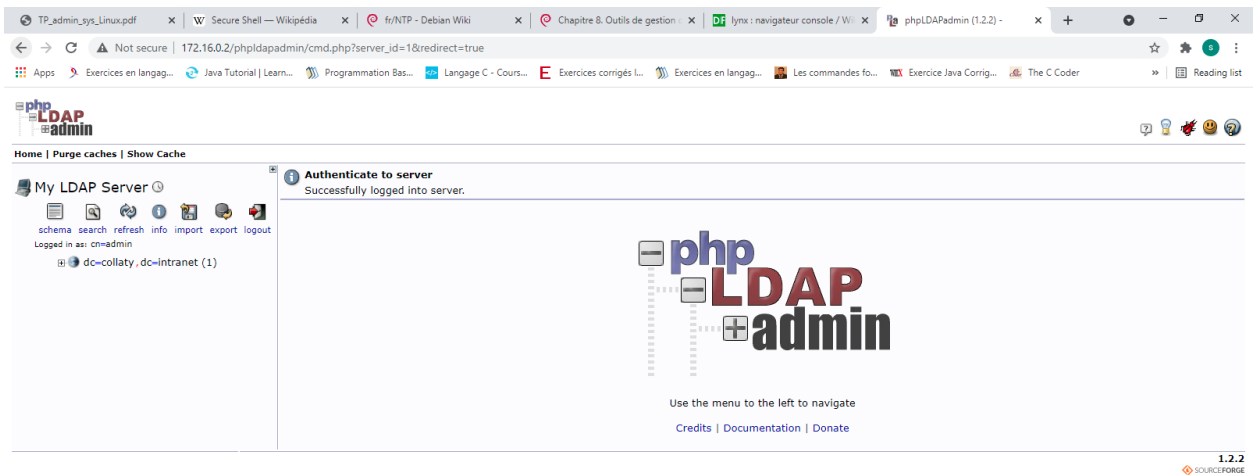 TP_admin_sys_Linux.pdf
Secure Shell — Wikipédia
fr/NTP - Debian Wiki
Chapitre 8. Outils de gestion
lynx : navigateur console / Wi
phpLDAPadmin (1.2.2) -
Not secure | 172.16.0.2/phpldapadmin/cmd.php?server_id=1&redirect=true
Apps
Exercices en langag...
Java Tutorial | Learn...
Programmation Bas...
Langage C - Cours...
Exercices corrigés l...
Exercices en langag...
Les commandes fo...
Exercice Java Corrig...
The C Coder
»
Reading list
php
LDAP
admin
Home | Purge caches | Show Cache
My LDAP Server
schema search refresh info import export logout
Logged in as: cn=admin
dc=collaty,dc=intranet (1)
Authenticate to server
Successfully logged into server.
php
LDAP
admin
Use the menu to the left to navigate
Credits | Documentation | Donate
1.2.2
SOURCEFORGE